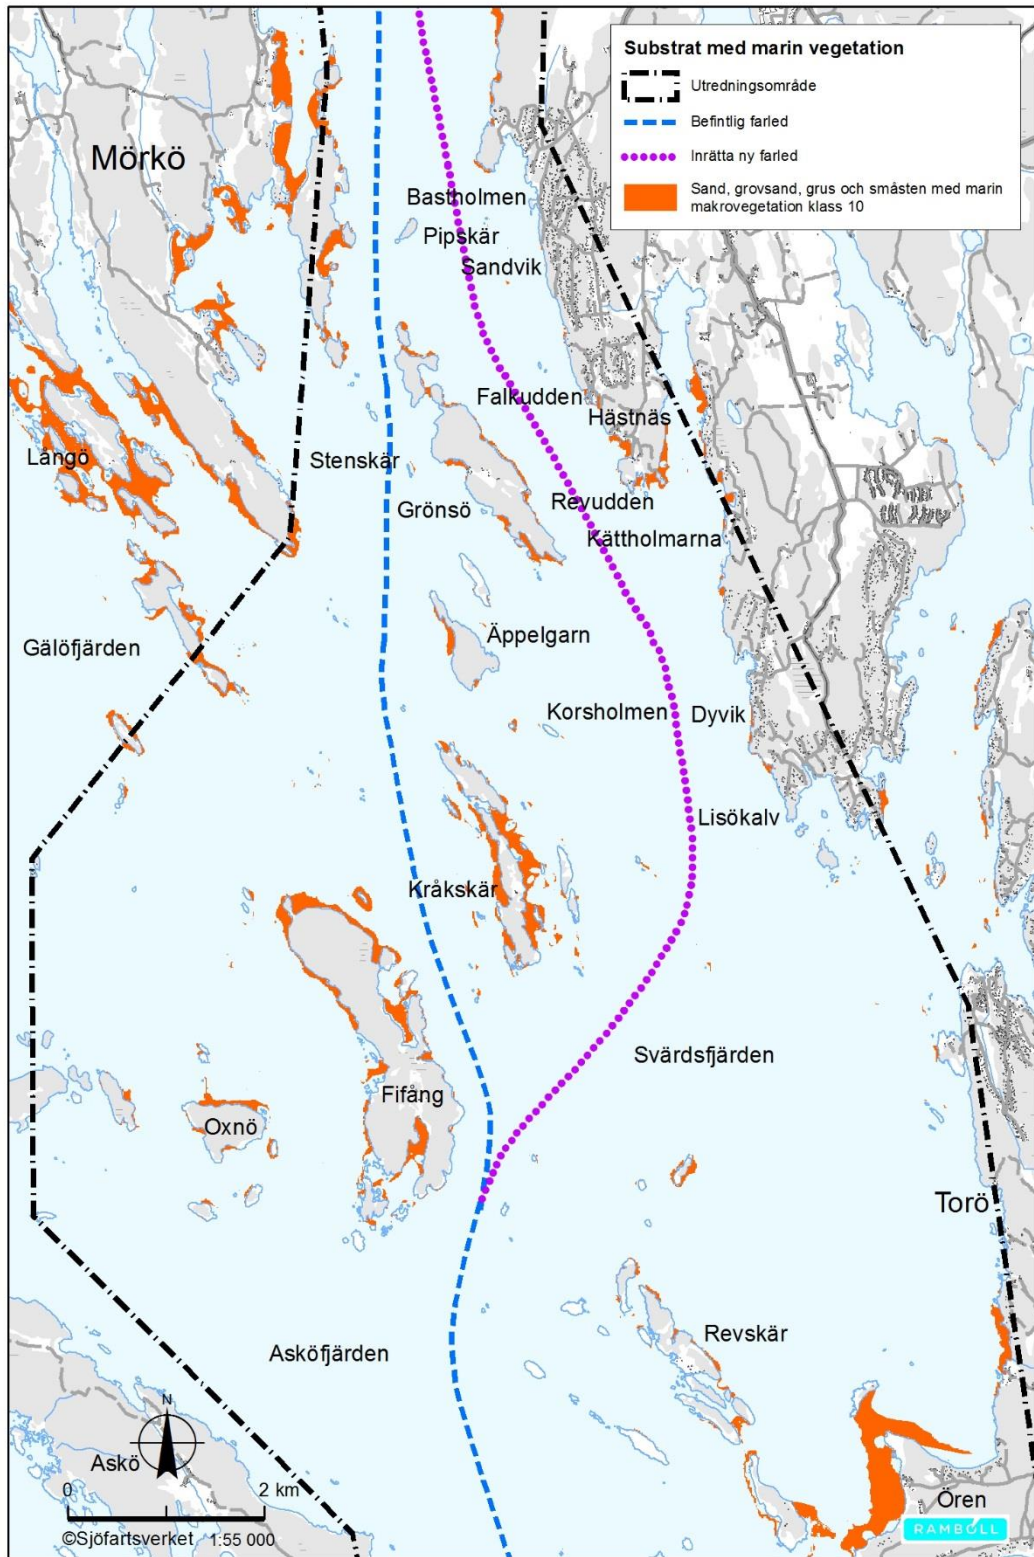 Substrat med marin vegetation
Utredningsområde
Befintlig farled
Inrätta ny farled
Sand, grovsand, grus och småsten med marin
makrovegetation klass 10
Mörkö
Bastholmen
Pipskär
Sandvik
Falkudden
Hästnäs
Långö
Stenskär
Grönsö
Revudden
Kättholmarna
Gälöfjärden
Äppelgarn
Korsholmen
Dyvik
Lisökalv
Kråkskär
Svärdsfjärden
Fifång
Oxnö
Torö
Revskär
Asköfjärden
N
Askö
0 2 km
©Sjöfartsverket 1:55 000
Ören
RAMBÖLL